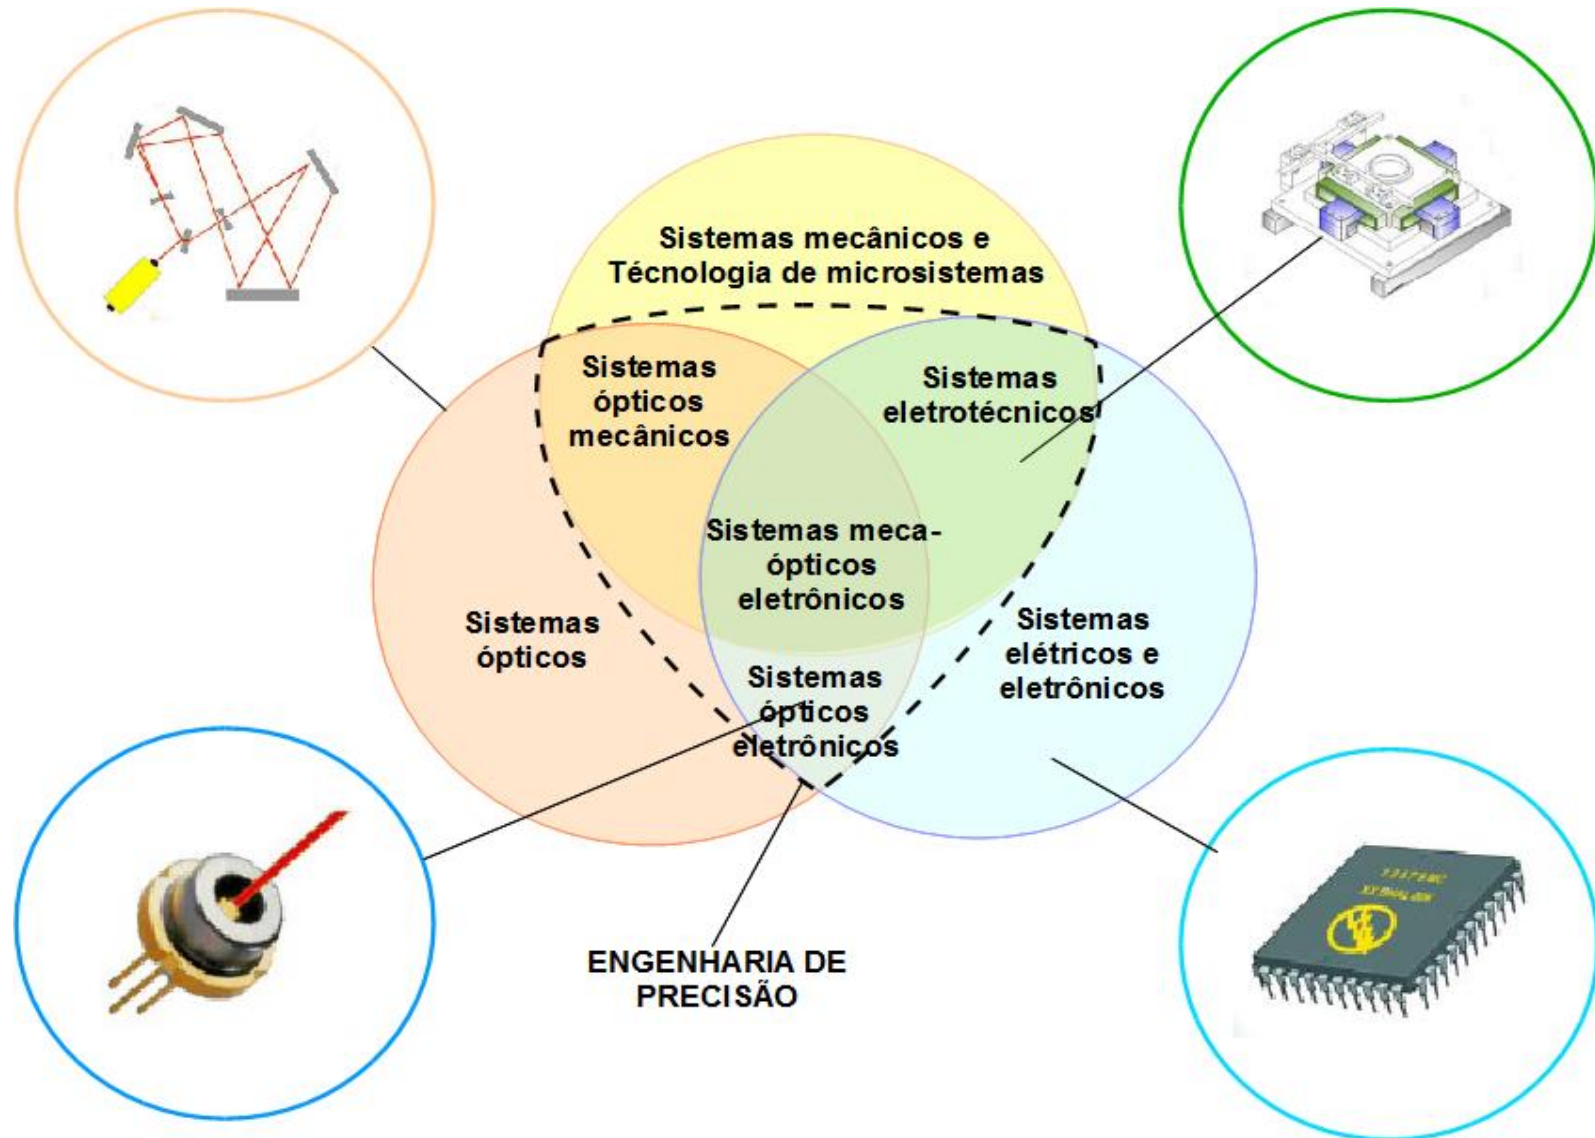 Sistemas mecânicos e
Técnologia de microsistemas
Sistemas
ópticos
mecânicos
Sistemas
eletrotécnicos
Sistemas meca-
ópticos
eletrônicos
Sistemas
ópticos
Sistemas
elétricos e
eletrônicos
Sistemas
ópticos
eletrônicos
ENGENHARIA DE
PRECISÃO